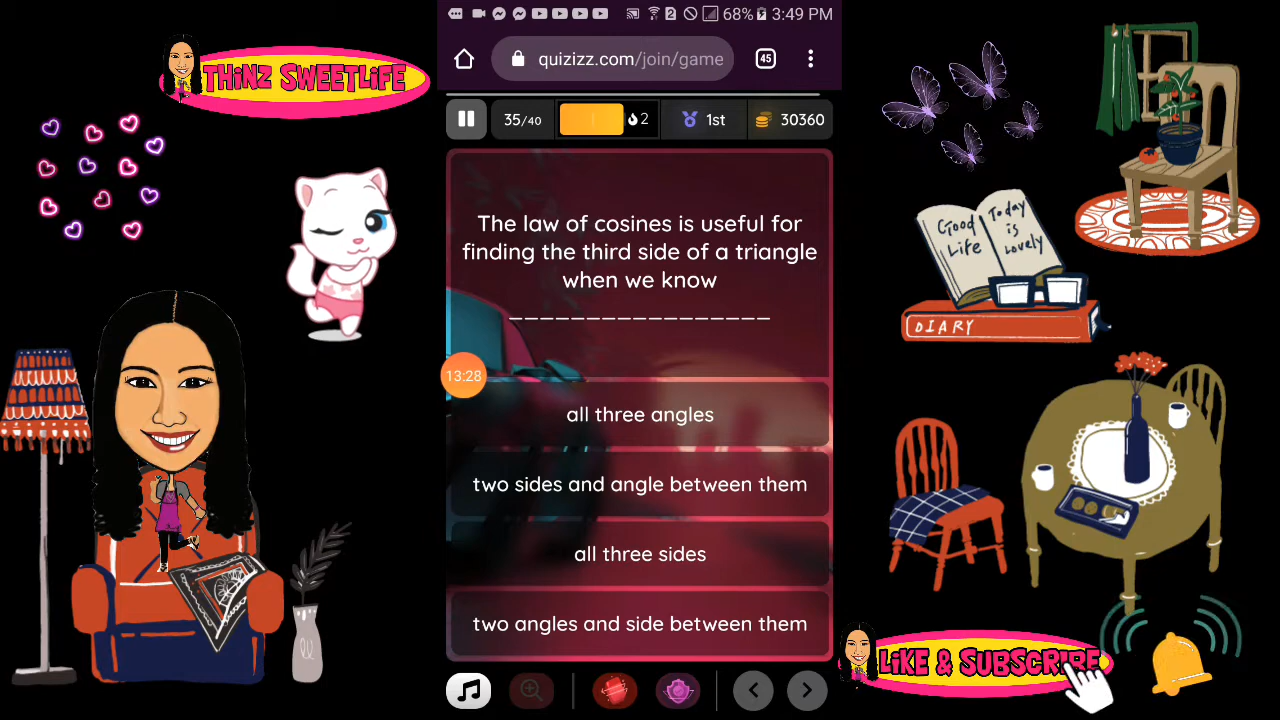 68% 3:49 PM
THiNZ SWEETLiFE
quizizz.com/join/game
45
35/40
2
1st
30360
The law of cosines is useful for
finding the third side of a triangle
when we know
_________________
13:28
all three angles
two sides and angle between them
all three sides
two angles and side between them
Good
Life
Today
is
Lovely
DIARY
LiKE & SUBSCRIBE